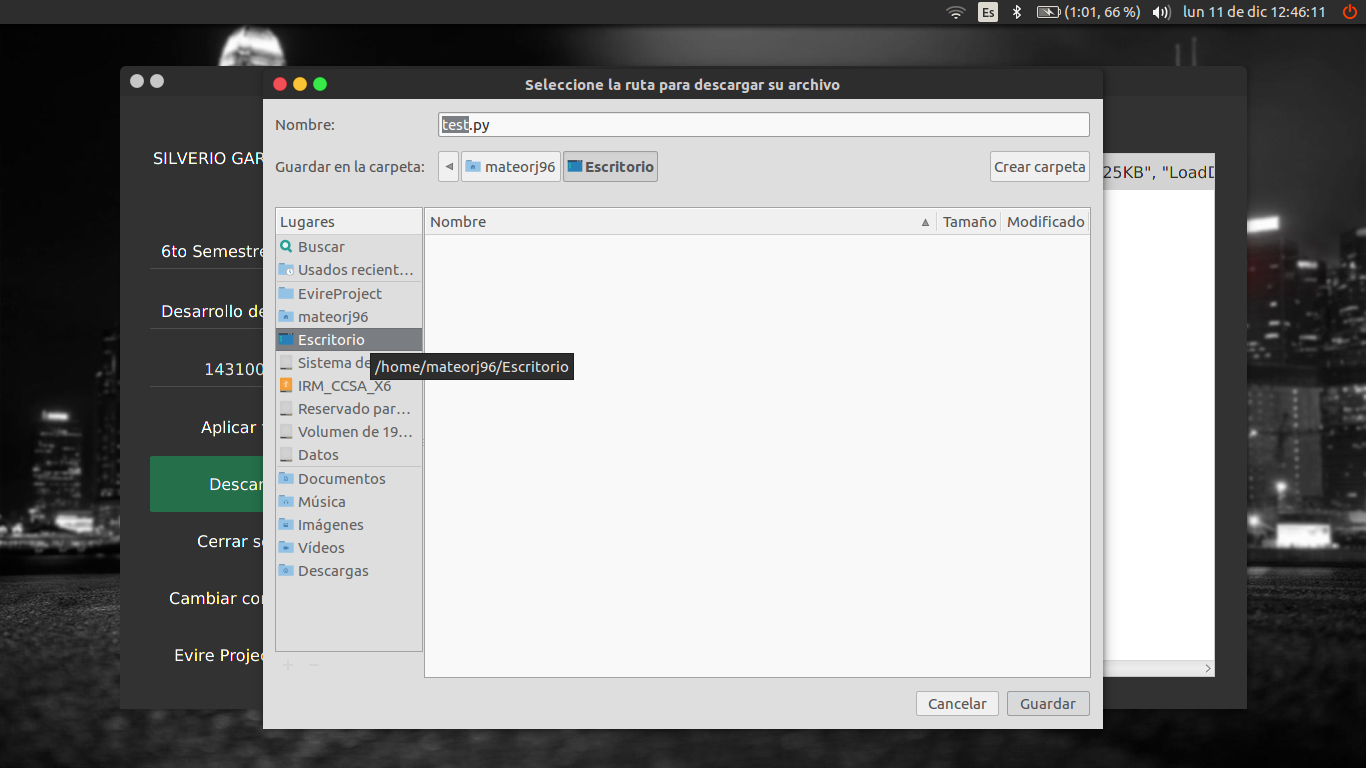 Es (1:01, 66 %) lun 11 de dic 12:46:11
Seleccione la ruta para descargar su archivo
Nombre: test.py
Guardar en la carpeta: mateorj96 Escritorio Crear carpeta
Lugares
Buscar
Usados recient…
EvireProject
mateorj96
Escritorio
Sistema de
/home/mateorj96/Escritorio
IRM_CCSA_X6
Reservado par…
Volumen de 19…
Datos
Documentos
Música
Imágenes
Vídeos
Descargas
Nombre Tamaño Modificado
Cancelar Guardar
SILVERIO GAR
6to Semestre
Desarrollo de
143100
Aplicar
Descar
Cerrar s
Cambiar co
Evire Proje
25KB", "Load